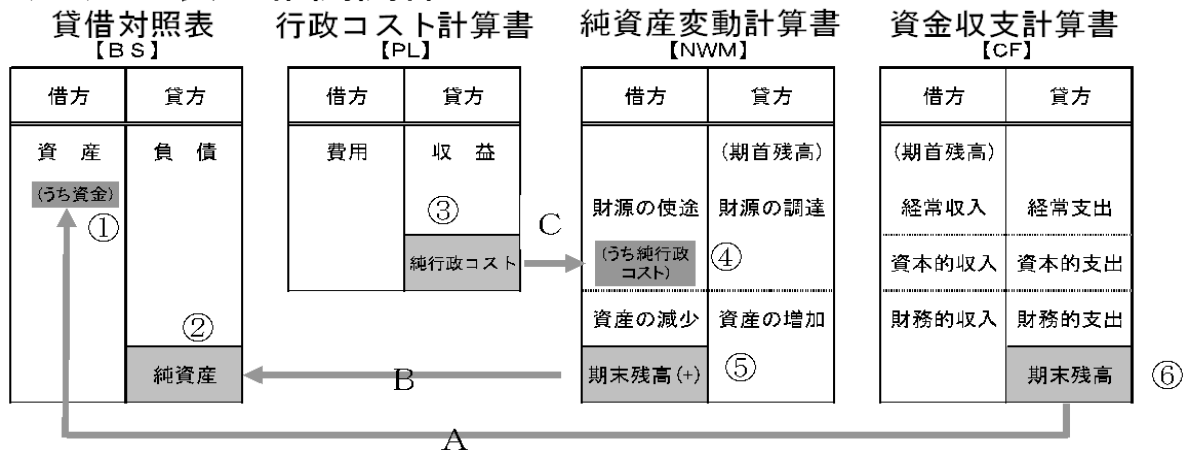 貸借対照表
【BS】
借方 貸方
資 産 負 債
(うち資金)
①
②
純資産
行政コスト計算書
【PL】
借方 貸方
費用 収 益
③
純行政コスト
C
純資産変動計算書
【NWM】
借方 貸方
(期首残高)
財源の使途 財源の調達
(うち純行政
コスト)
④
資産の減少 資産の増加
期末残高(+)
⑤
B
資金収支計算書
【CF】
借方 貸方
(期首残高)
経常収入 経常支出
資本的収入 資本的支出
財務的収入 財務的支出
期末残高
⑥
A